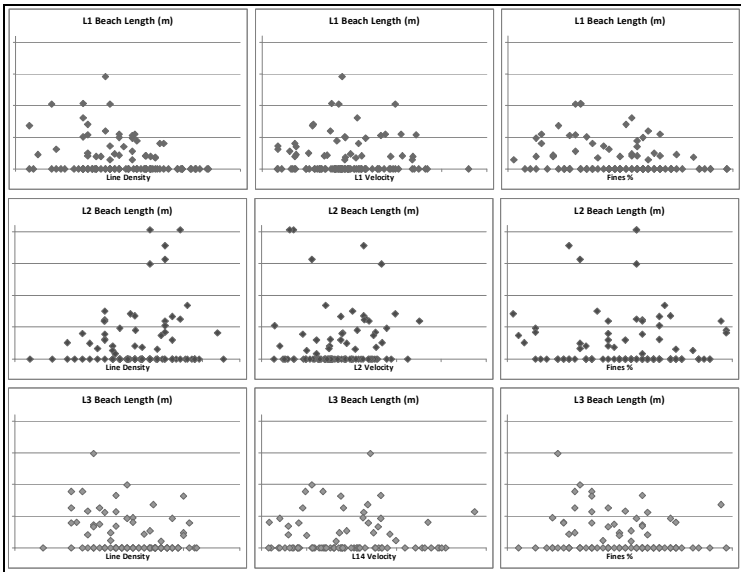 L1 Beach Length (m)
L1 Beach Length (m)
L1 Beach Length (m)
Line Density
L1 Velocity
Fines %
L2 Beach Length (m)
L2 Beach Length (m)
L2 Beach Length (m)
Line Density
L2 Velocity
Fines %
L3 Beach Length (m)
L3 Beach Length (m)
L3 Beach Length (m)
Line Density
L14 Velocity
Fines %